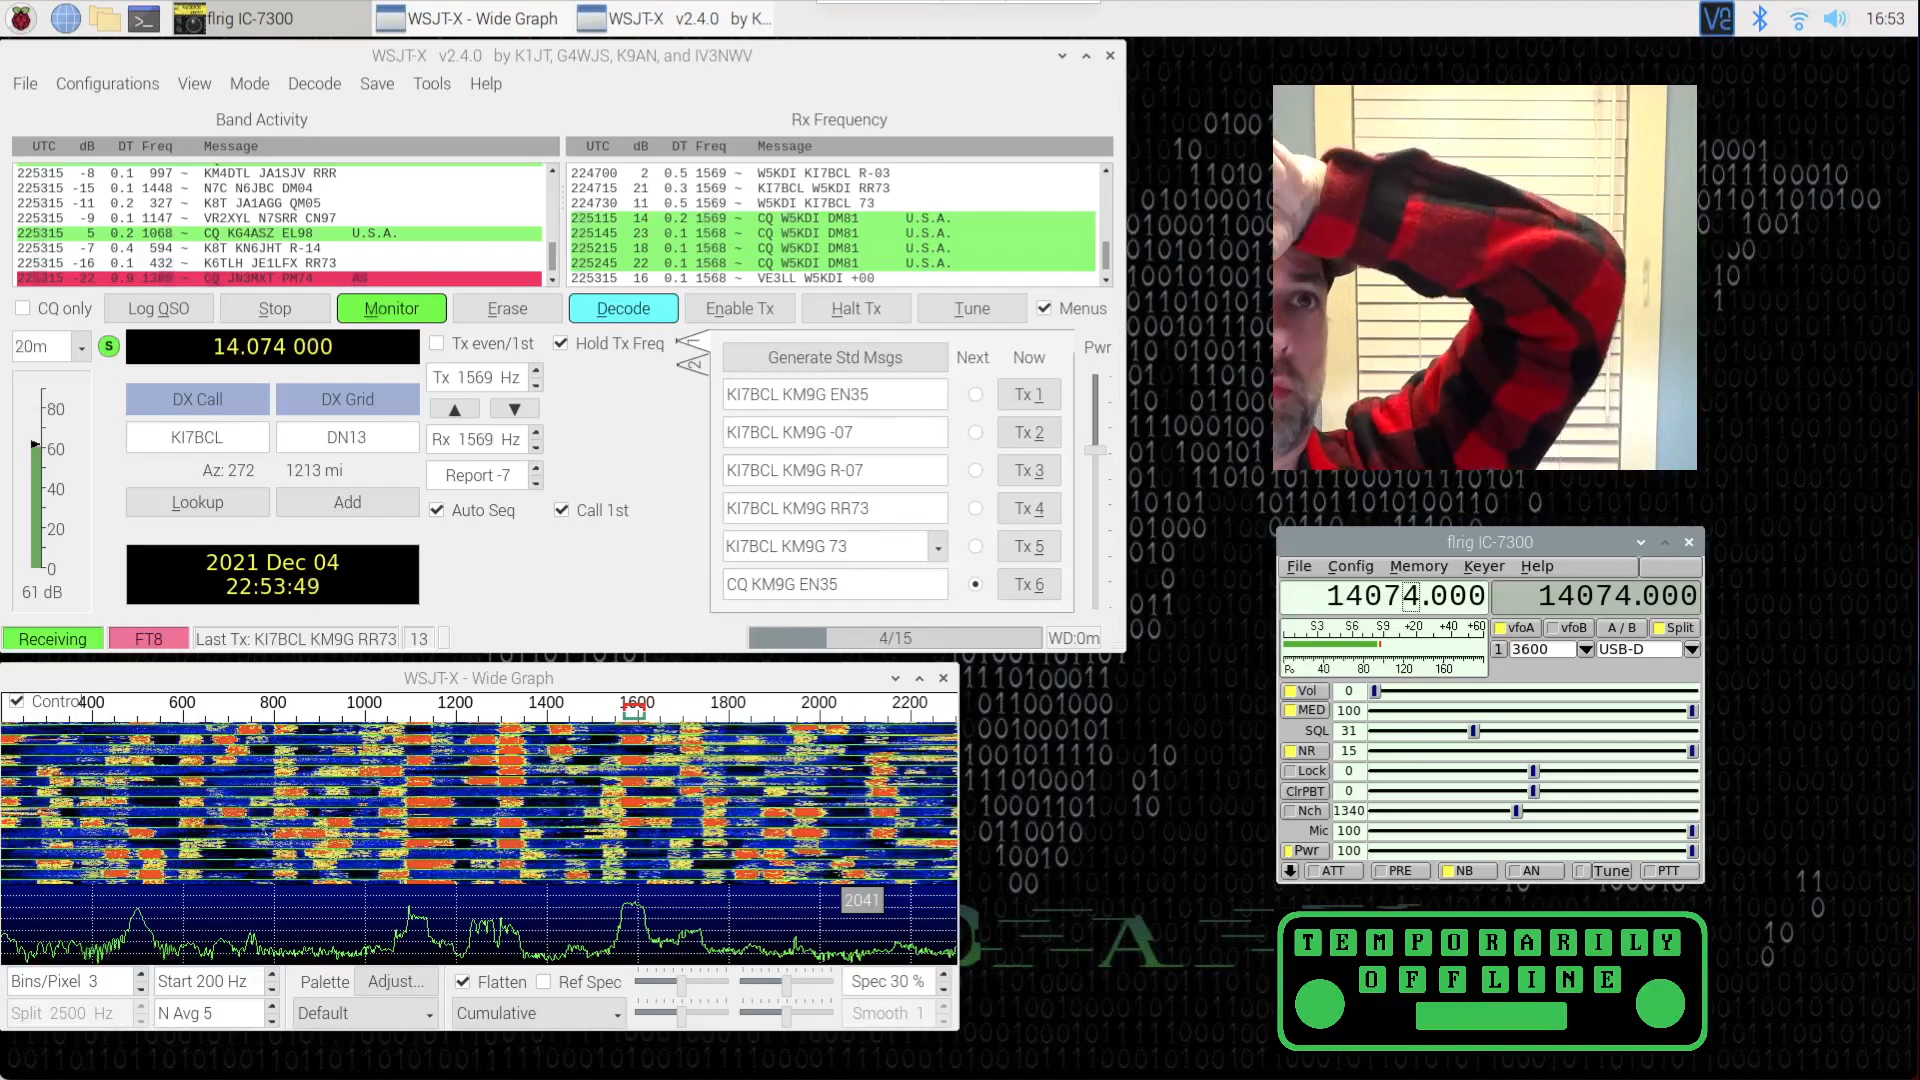 flrig IC-7300 WSJT-X - Wide Graph WSJT-X v2.4.0 by K... 16:53
WSJT-X v2.4.0 by K1JT, G4WJS, K9AN, and IV3NWV
File Configurations View Mode Decode Save Tools Help
Band Activity Rx Frequency
UTC dB DT Freq Message UTC dB DT Freq Message
225315 -8 0.1 997 ~ KM4DTL JA1SJV RRR
225315 -15 0.1 1448 ~ N7C N6JBC DM04
225315 -11 0.2 327 ~ K8T JA1AGG QM05
225315 -9 0.1 1147 ~ VR2XYL N7SRR CN97
225315 5 0.2 1068 ~ CQ KG4ASZ EL98 U.S.A.
225315 -7 0.4 594 ~ K8T KN6JHT R-14
225315 -16 0.1 432 ~ K6TLH JE1LFX RR73
225315 -22 0.9 1389 ~ CQ JN3MXT PM74 AS
224700 2 0.5 1569 ~ W5KDI KI7BCL R-03
224715 21 0.3 1569 ~ KI7BCL W5KDI RR73
224730 11 0.5 1569 ~ W5KDI KI7BCL 73
225115 14 0.2 1569 ~ CQ W5KDI DM81 U.S.A.
225145 23 0.1 1568 ~ CQ W5KDI DM81 U.S.A.
225215 18 0.1 1568 ~ CQ W5KDI DM81 U.S.A.
225245 22 0.1 1568 ~ CQ W5KDI DM81 U.S.A.
225315 16 0.1 1568 ~ VE3LL W5KDI +00
CQ only Log QSO Stop Monitor Erase Decode Enable Tx Halt Tx Tune Menus
20m S 14.074 000 Tx even/1st Hold Tx Freq
Tx 1569 Hz
DX Call DX Grid
KI7BCL DN13 Rx 1569 Hz
Az: 272 1213 mi Report -7
Lookup Add Auto Seq Call 1st
80
60
40
20
0
61 dB
2021 Dec 04
22:53:49
1
2
Generate Std Msgs Next Now Pwr
KI7BCL KM9G EN35 Tx 1
KI7BCL KM9G -07 Tx 2
KI7BCL KM9G R-07 Tx 3
KI7BCL KM9G RR73 Tx 4
KI7BCL KM9G 73 Tx 5
CQ KM9G EN35 Tx 6
Receiving FT8 Last Tx: KI7BCL KM9G RR73 13 4/15 WD:0m
WSJT-X - Wide Graph
Contro 400 600 800 1000 1200 1400 1600 1800 2000 2200
2041
Bins/Pixel 3 Start 200 Hz Palette Adjust... Flatten Ref Spec Spec 30 %
Split 2500 Hz N Avg 5 Default Cumulative Smooth 1
flrig IC-7300
File Config Memory Keyer Help
14074.000 14074.000
S3 S6 S9 +20 +40 +60 vfoA vfoB A / B Split
Po 40 80 120 160 1 3600 USB-D
Vol 0
MED 100
SQL 31
NR 15
Lock 0
ClrPBT 0
Nch 1340
Mic 100
Pwr 100
ATT PRE NB AN Tune PTT
TEMPORARILY
OFFLINE